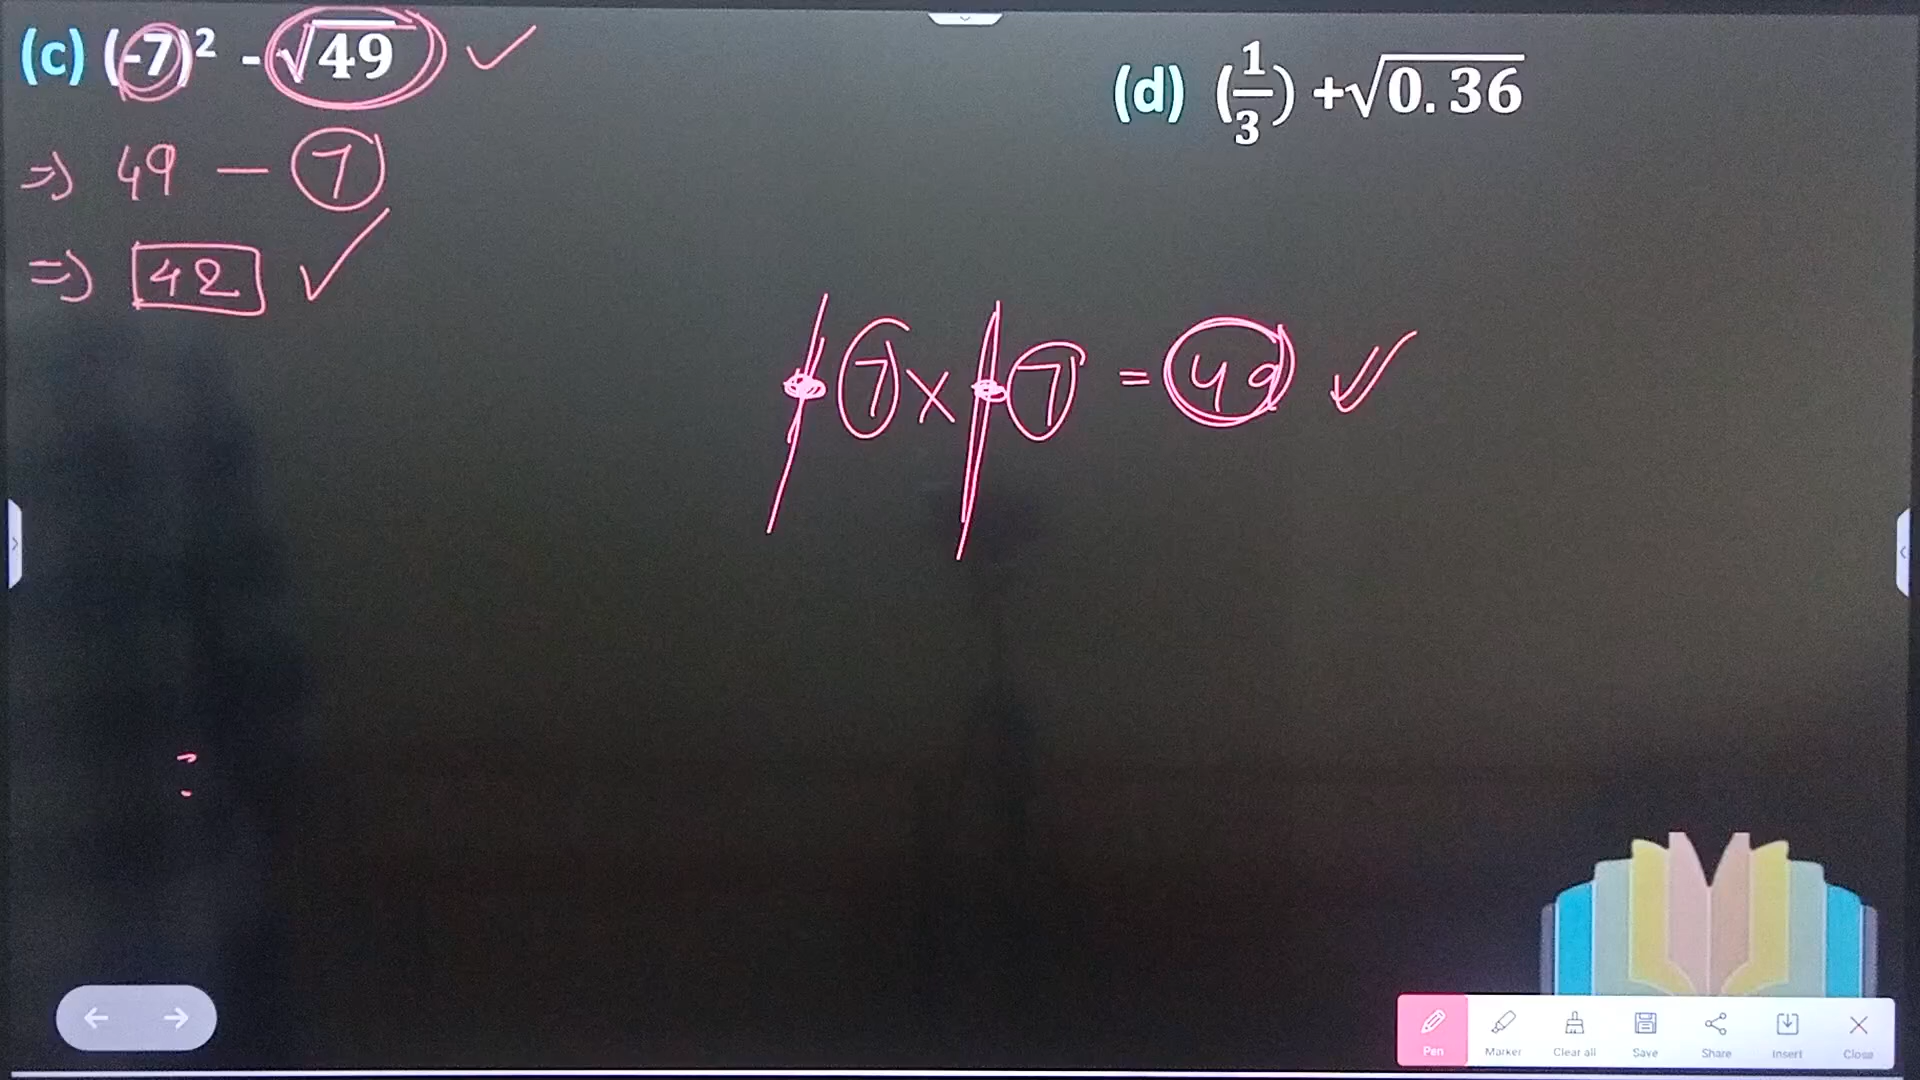 (c) (-7)² - √49
⇒ 49 - 7
⇒ 42
(d) (1/3) + √0.36
7 × 7 = 49
Pen
Marker
Clear all
Save
Share
Insert
Close